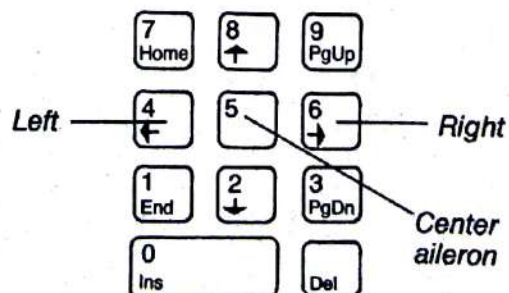 7 8 9
Home ↑ PgUp
Left 4 5 6 Right
← →
1 2 3
End ↓ PgDn
Center
aileron
0
Ins Del